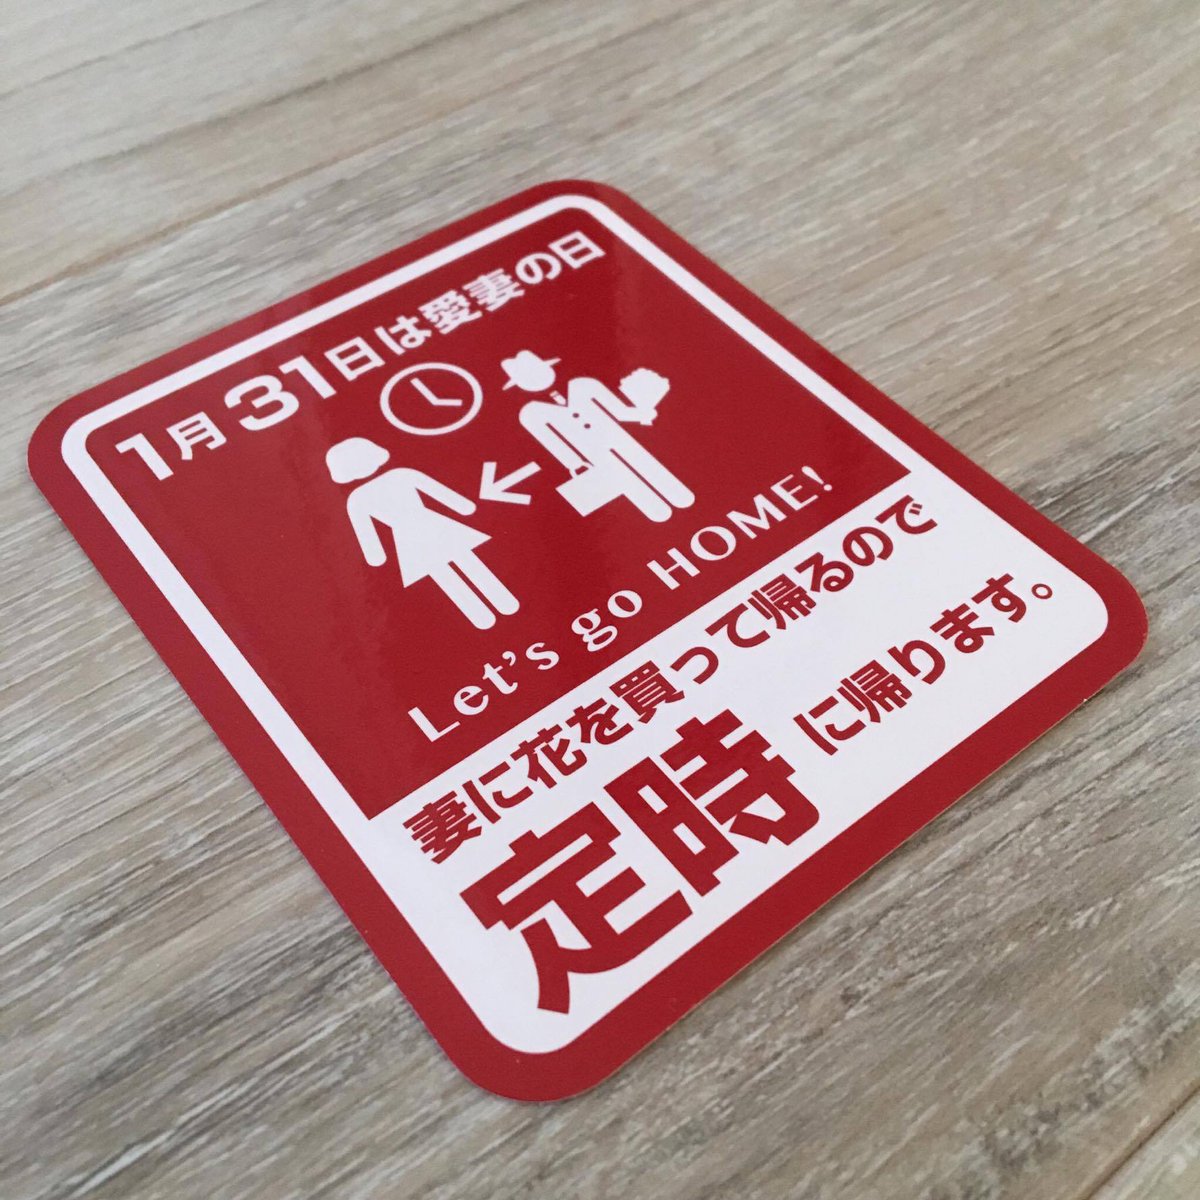 1月31日は愛妻の日
Let's go HOME!
妻に花を買って帰るので
定時に帰ります。